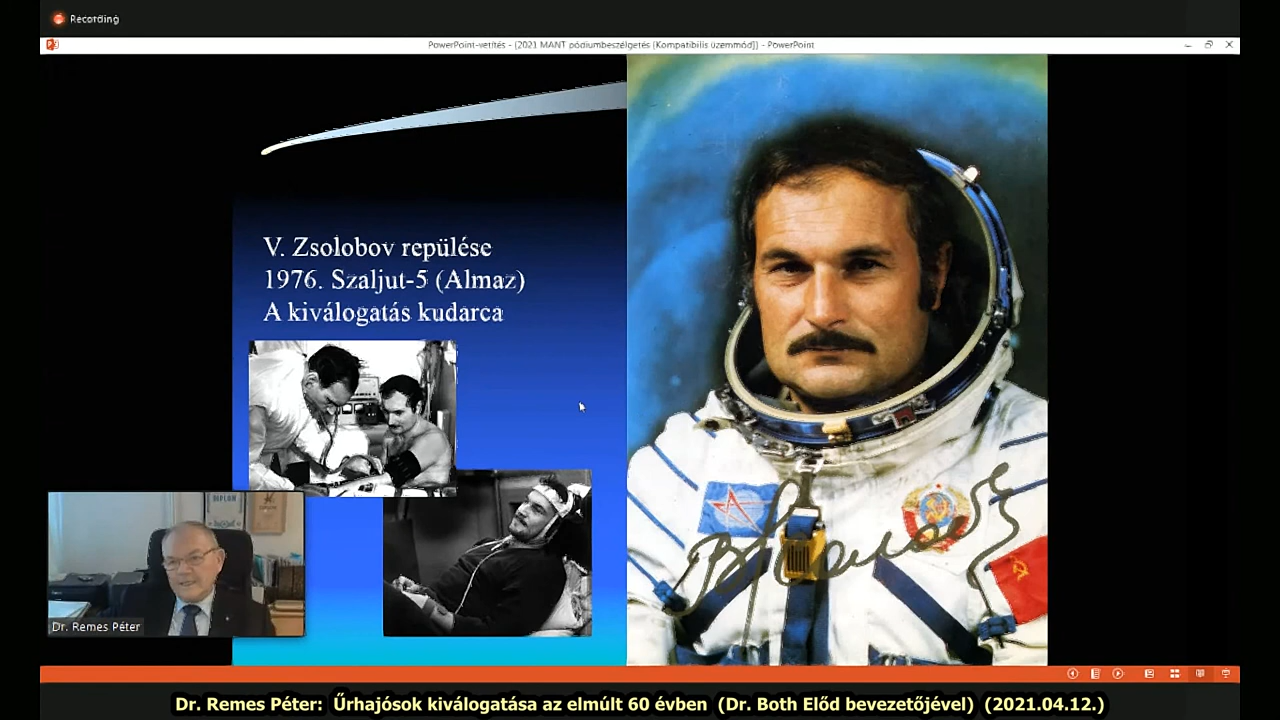 Recording
PowerPoint-vetítés - (2021 MANT pódiumbeszélgetés [Kompatibilis üzemmód]) - PowerPoint
V. Zsolobov repülése
1976. Szaljut-5 (Almaz)
A kiválogatás kudarca
DIPLOM
Dr. Remes Péter
Dr. Remes Péter: Űrhajósok kiválogatása az elmúlt 60 évben (Dr. Both Előd bevezetőjével) (2021.04.12.)